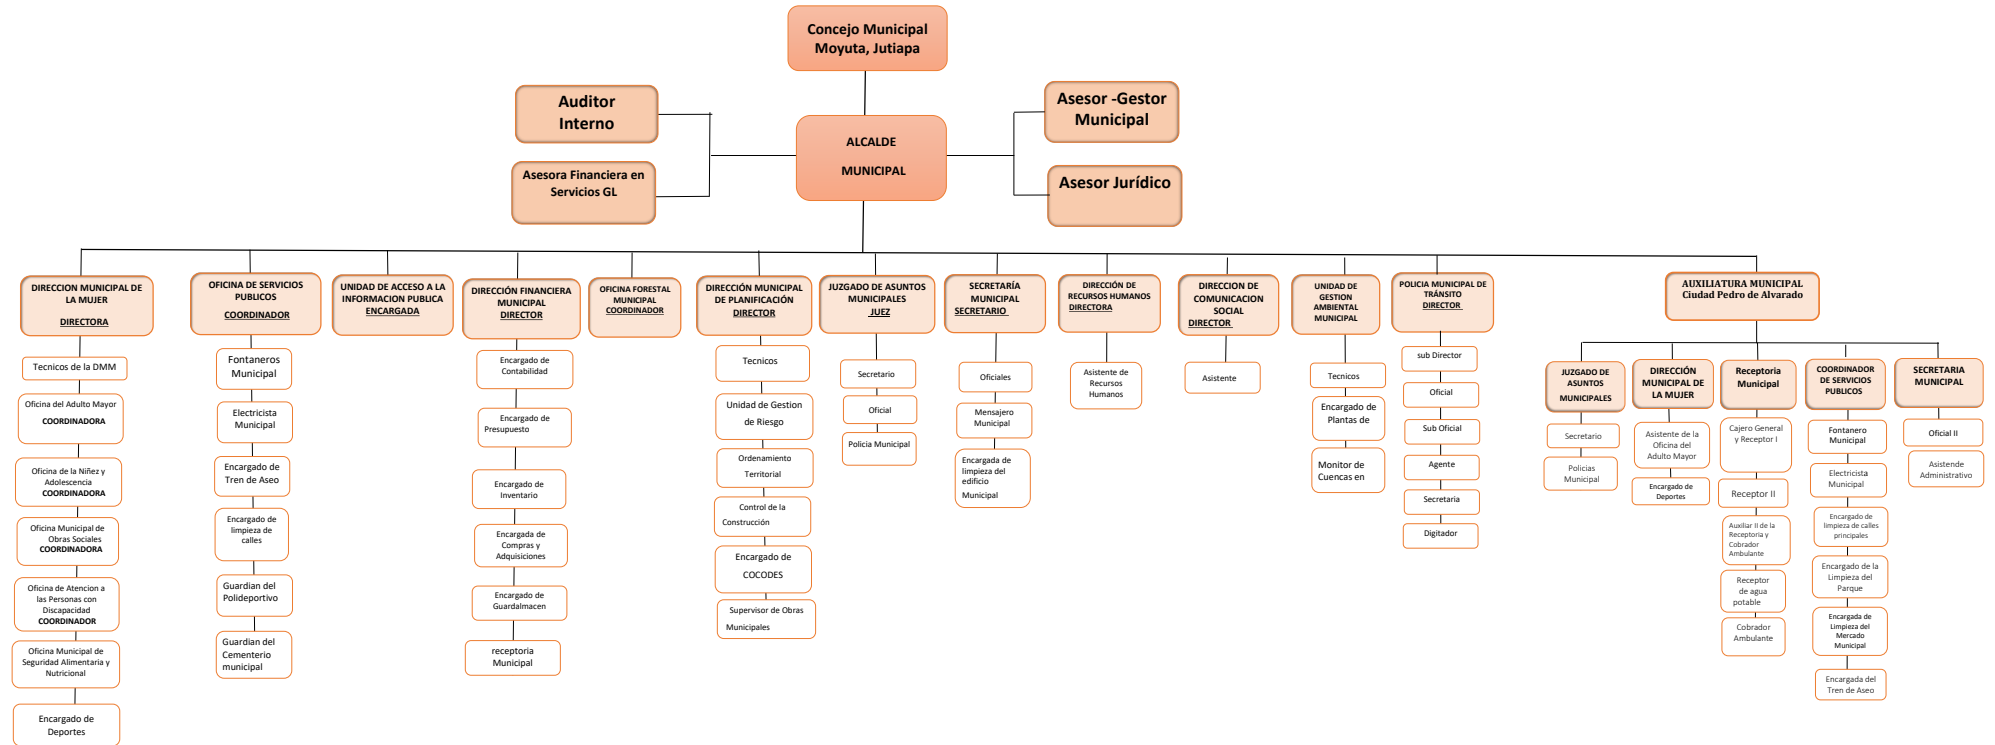 Concejo Municipal
Moyuta, Jutiapa
Auditor
Interno
Asesor -Gestor
Municipal
ALCALDE
MUNICIPAL
Asesora Financiera en
Servicios GL
Asesor Jurídico
DIRECCION MUNICIPAL DE
LA MUJER
DIRECTORA
Tecnicos de la DMM
Oficina del Adulto Mayor
COORDINADORA
Oficina de la Niñez y
Adolescencia
COORDINADORA
Oficina Municipal de
Obras Sociales
COORDINADORA
Oficina de Atencion a
las Personas con
Discapacidad
COORDINADOR
Oficina Municipal de
Seguridad Alimentaria y
Nutricional
Encargado de
Deportes
OFICINA DE SERVICIOS
PUBLICOS
COORDINADOR
Fontaneros
Municipal
Electricista
Municipal
Encargado de
Tren de Aseo
Encargado de
limpieza de
calles
Guardian del
Polideportivo
Guardian del
Cementerio
municipal
UNIDAD DE ACCESO A LA
INFORMACION PUBLICA
ENCARGADA
DIRECCIÓN FINANCIERA
MUNICIPAL
DIRECTOR
Encargado de
Contabilidad
Encargado de
Presupuesto
Encargado de
Inventario
Encargada de
Compras y
Adquisiciones
Encargado de
Guardalmacen
receptoria
Municipal
OFICINA FORESTAL
MUNICIPAL
COORDINADOR
DIRECCIÓN MUNICIPAL
DE PLANIFICACIÓN
DIRECTOR
Tecnicos
Unidad de Gestion
de Riesgo
Ordenamiento
Territorial
Control de la
Construcción
Encargado de
COCODES
Supervisor de Obras
Municipales
JUZGADO DE ASUNTOS
MUNICIPALES
JUEZ
Secretario
Oficial
Policia Municipal
SECRETARÍA
MUNICIPAL
SECRETARIO
Oficiales
Mensajero
Municipal
Encargada de
limpieza del
edificio
Municipal
DIRECCIÓN DE
RECURSOS HUMANOS
DIRECTORA
Asistente de
Recursos
Humanos
DIRECCION DE
COMUNICACION
SOCIAL
DIRECTOR
Asistente
UNIDAD DE
GESTION
AMBIENTAL
MUNICIPAL
Tecnicos
Encargado de
Plantas de
Monitor de
Cuencas en
POLICIA MUNICIPAL DE
TRÁNSITO
DIRECTOR
sub Director
Oficial
Sub Oficial
Agente
Secretaria
Digitador
AUXILIATURA MUNICIPAL
Ciudad Pedro de Alvarado
JUZGADO DE
ASUNTOS
MUNICIPALES
Secretario
Policias
Municipal
DIRECCIÓN
MUNICIPAL DE
LA MUJER
Asistente de la
Oficina del
Adulto Mayor
Encargado de
Deportes
Receptoria
Municipal
Cajero General
y Receptor I
Receptor II
Auxiliar II de la
Receptoria y
Cobrador
Ambulante
Receptor
de agua
potable
Cobrador
Ambulante
COORDINADOR
DE SERVICIOS
PUBLICOS
Fontanero
Municipal
Electricista
Municipal
Encargado de
limpieza de calles
principales
Encargado de la
Limpieza del
Parque
Encargada de
Limpieza del
Mercado
Municipal
Encargada del
Tren de Aseo
SECRETARIA
MUNICIPAL
Oficial II
Asistende
Administrativo